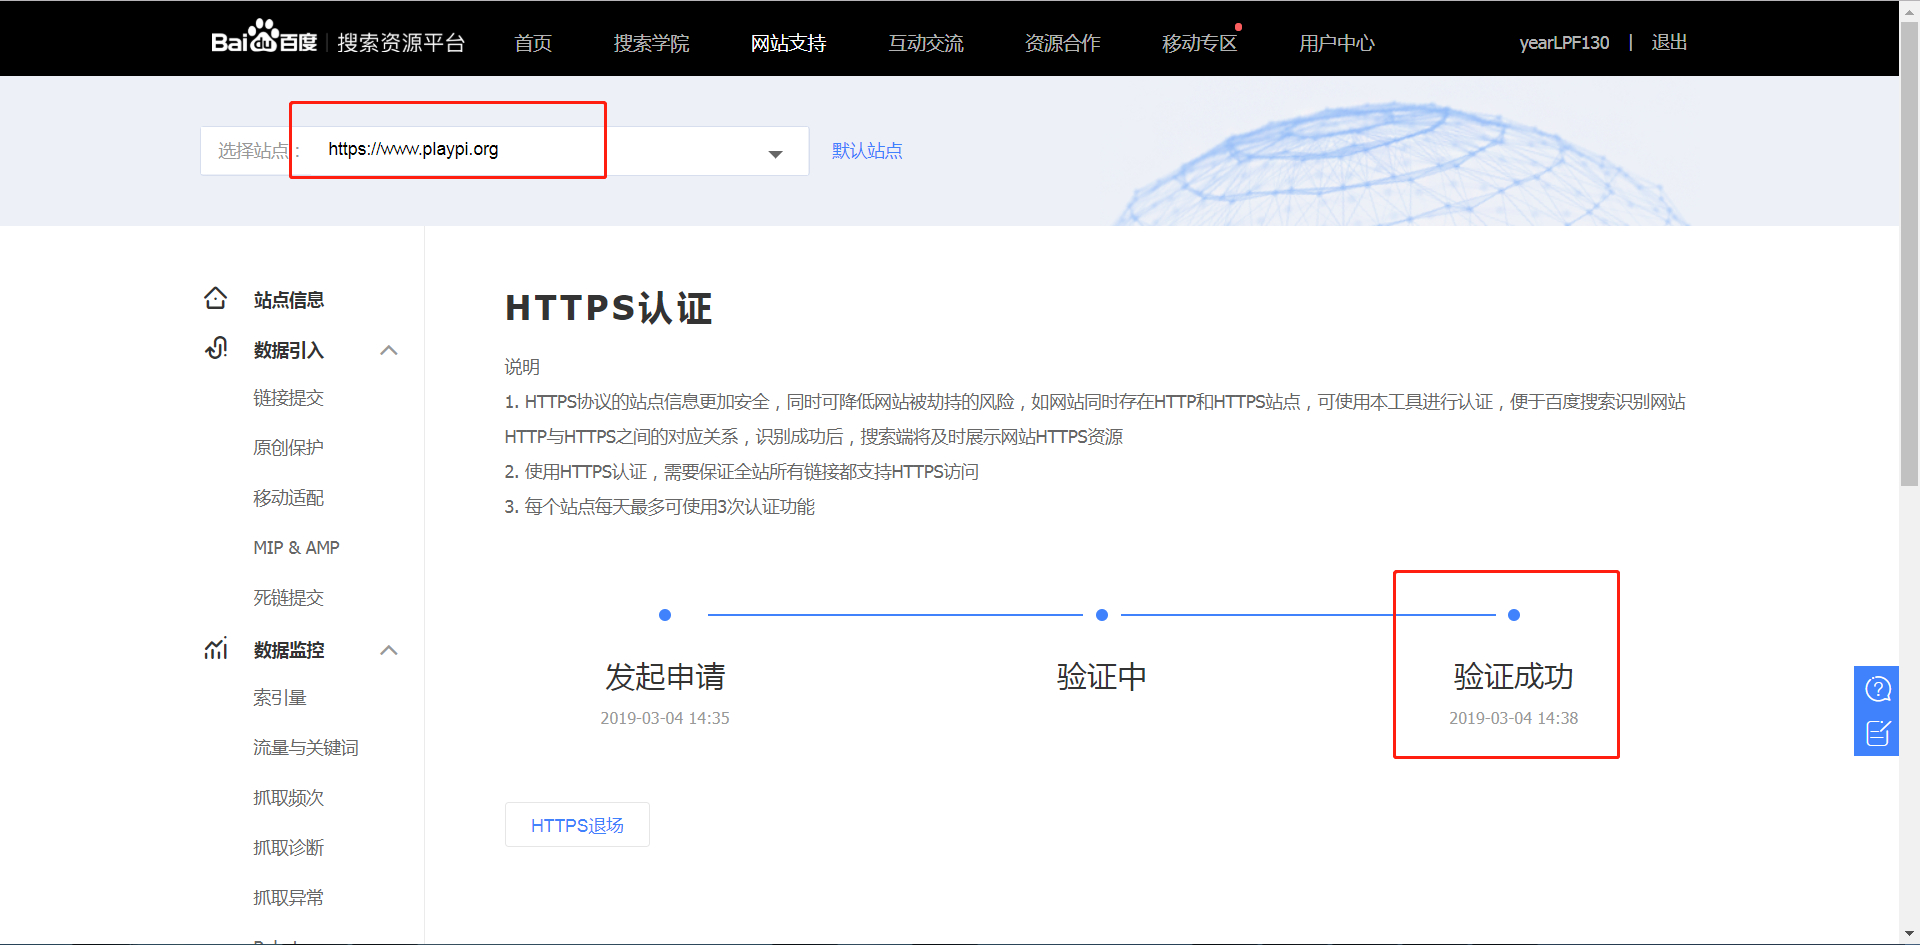 Baidu百度 搜索资源平台 首页 搜索学院 网站支持 互动交流 资源合作 移动专区 用户中心 yearLPF130 | 退出
选择站点： https://www.playpi.org 默认站点
站点信息
数据引入
链接提交
原创保护
移动适配
MIP & AMP
死链提交
数据监控
索引量
流量与关键词
抓取频次
抓取诊断
抓取异常
HTTPS认证
说明
1. HTTPS协议的站点信息更加安全，同时可降低网站被劫持的风险，如网站同时存在HTTP和HTTPS站点，可使用本工具进行认证，便于百度搜索识别网站
HTTP与HTTPS之间的对应关系，识别成功后，搜索端将及时展示网站HTTPS资源
2. 使用HTTPS认证，需要保证全站所有链接都支持HTTPS访问
3. 每个站点每天最多可使用3次认证功能
发起申请 验证中 验证成功
2019-03-04 14:35 2019-03-04 14:38
HTTPS退场